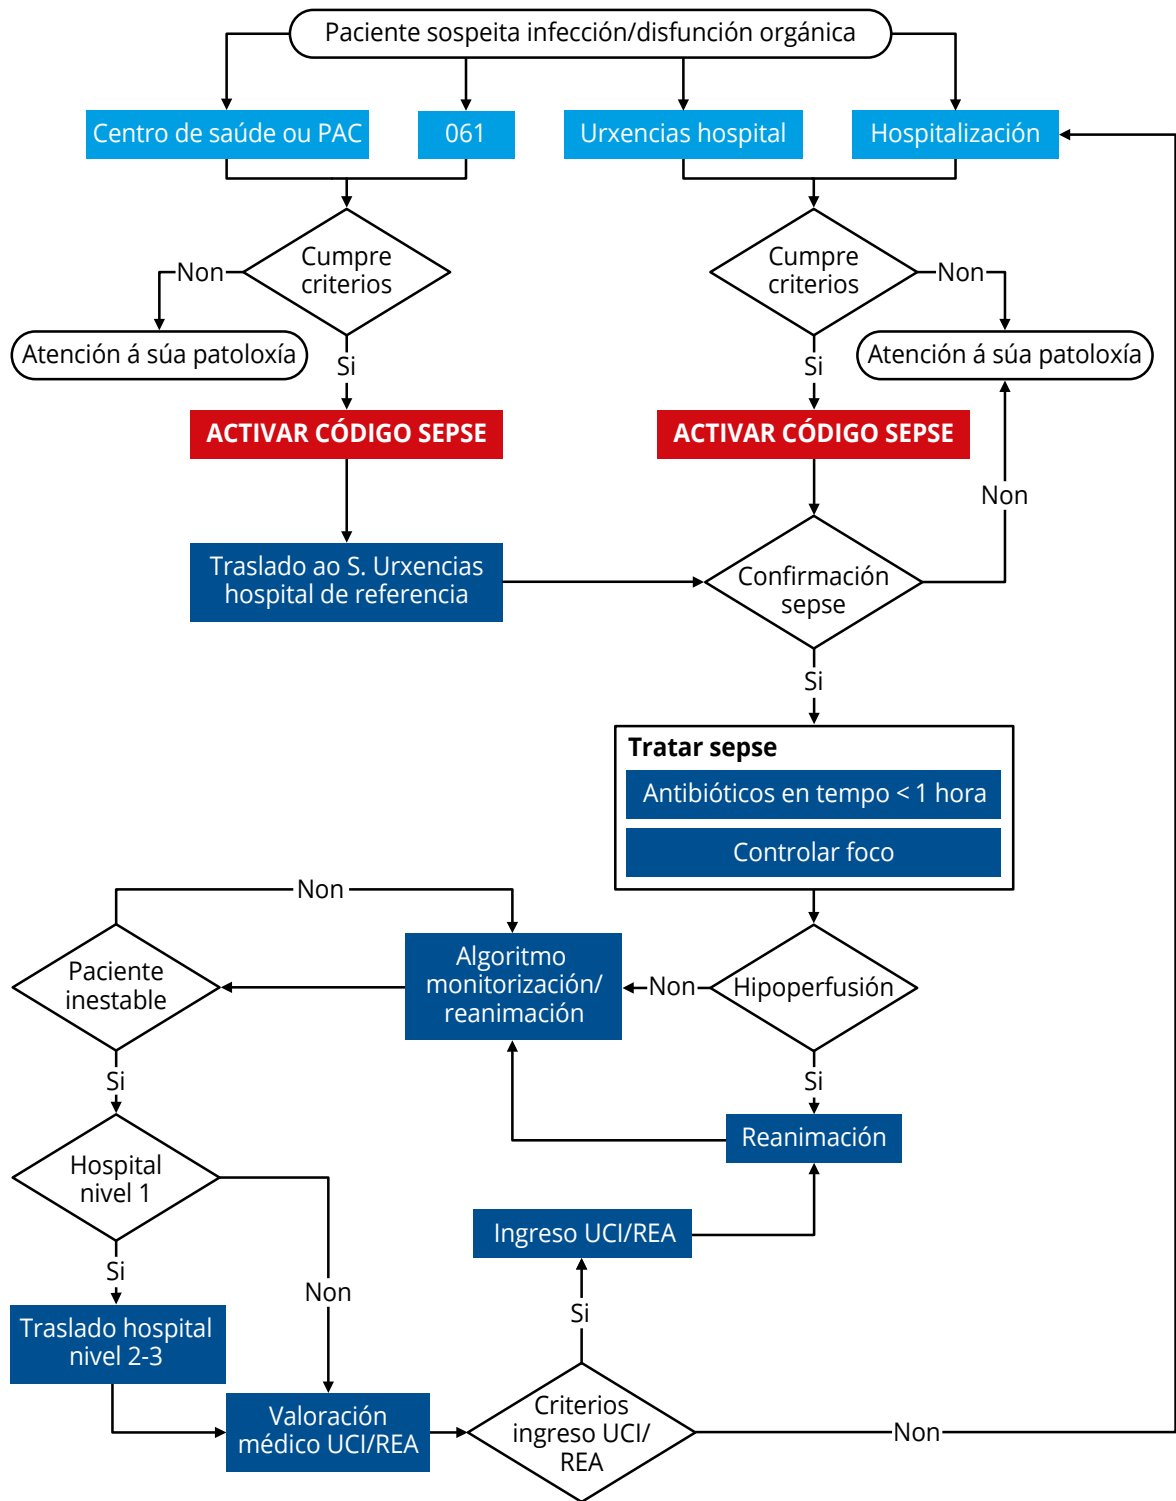 Paciente sospeita infección/disfunción orgánica
Centro de saúde ou PAC
061
Urxencias hospital
Hospitalización
Cumpre
criterios
Non
Si
Atención á súa patoloxía
Cumpre
criterios
Non
Si
Atención á súa patoloxía
ACTIVAR CÓDIGO SEPSE
ACTIVAR CÓDIGO SEPSE
Non
Traslado ao S. Urxencias
hospital de referencia
Confirmación
sepse
Si
Tratar sepse
Antibióticos en tempo < 1 hora
Controlar foco
Non
Paciente
inestable
Algoritmo
monitorización/
reanimación
Non
Hipoperfusión
Si
Si
Reanimación
Hospital
nivel 1
Ingreso UCI/REA
Si
Non
Si
Traslado hospital
nivel 2-3
Valoración
médico UCI/REA
Criterios
ingreso UCI/
REA
Non